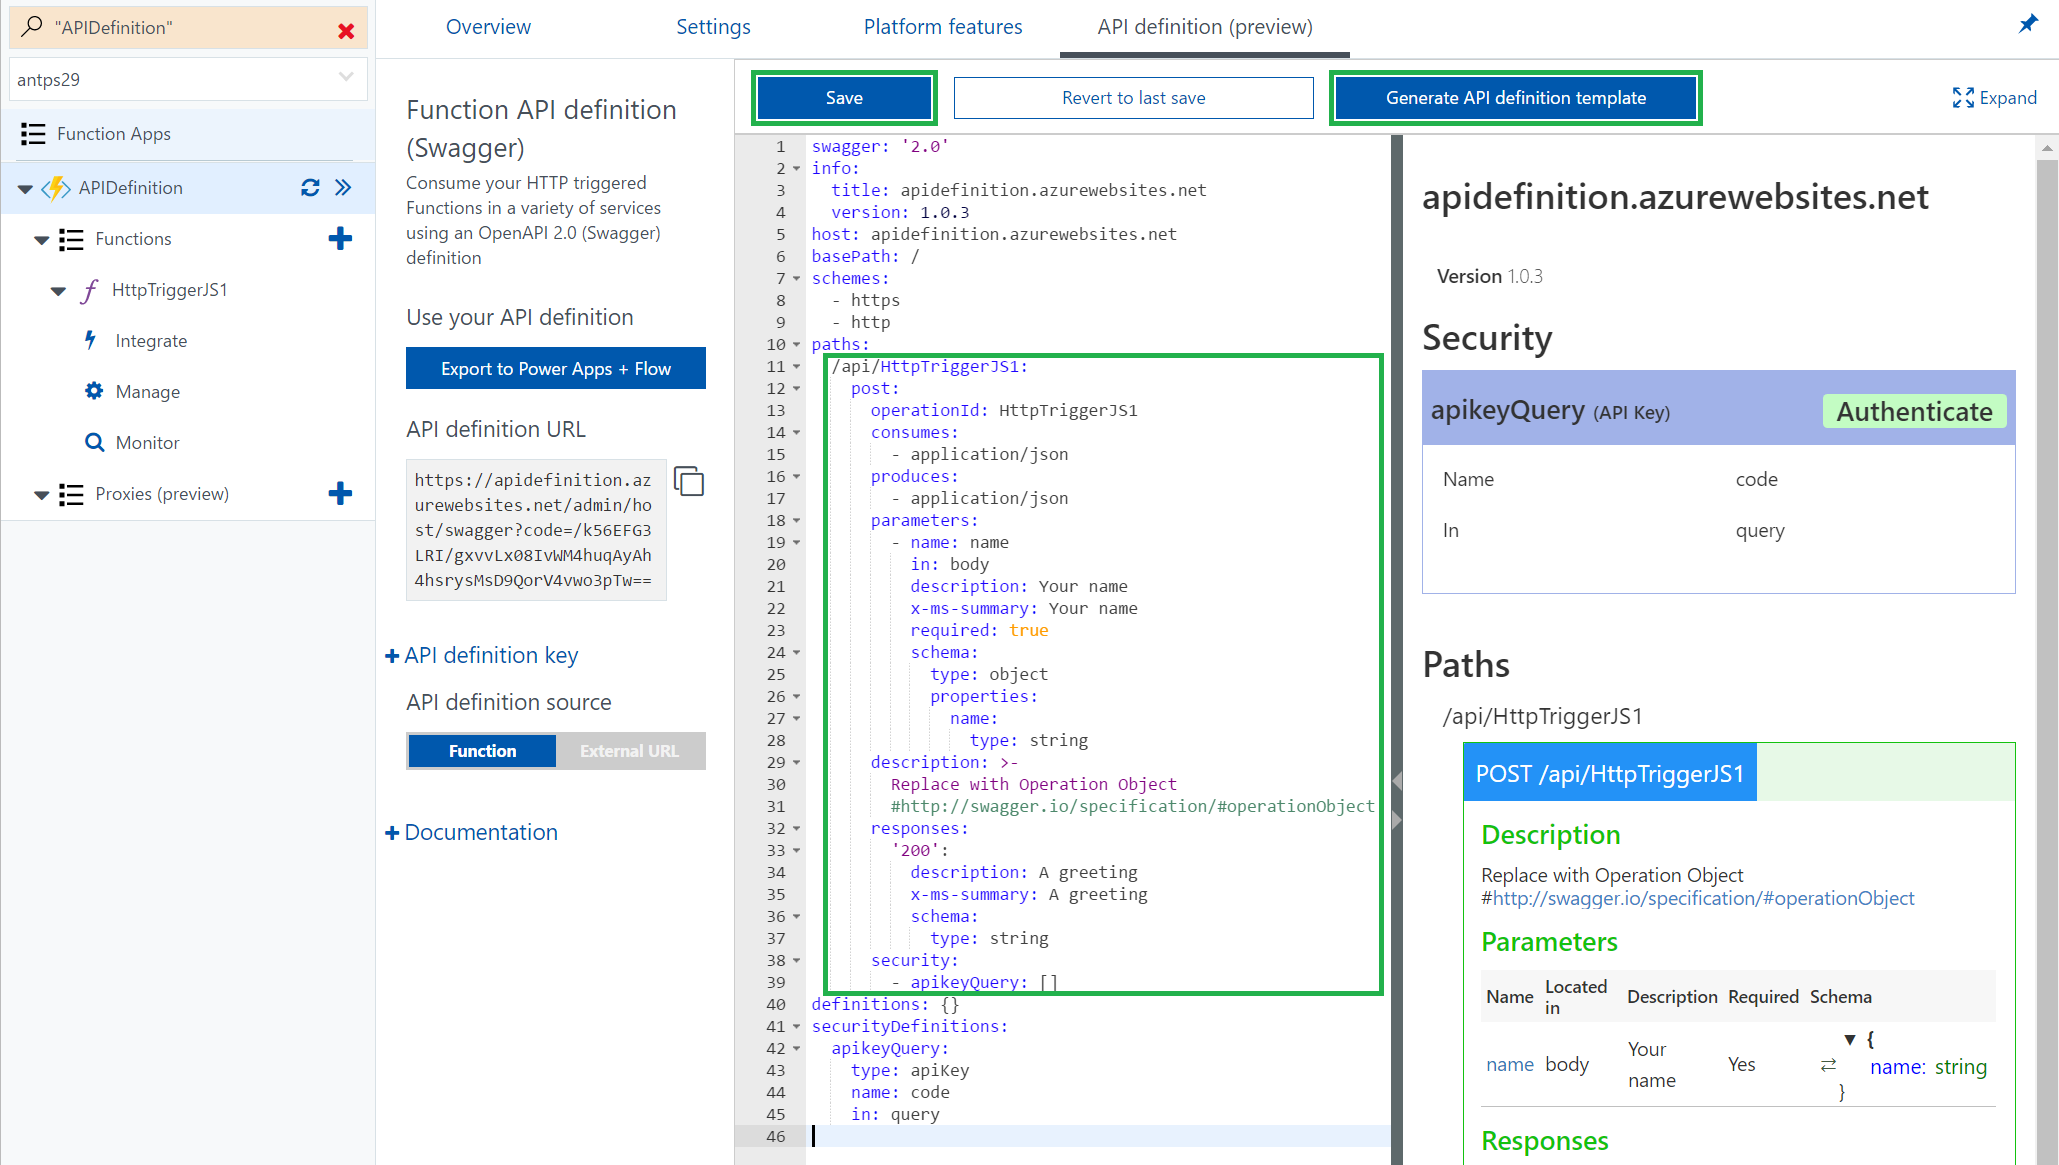 "APIDefinition"
antps29
Function Apps
APIDefinition
Functions
HttpTriggerJS1
Integrate
Manage
Monitor
Proxies (preview)
Overview
Settings
Platform features
API definition (preview)
Function API definition
(Swagger)
Consume your HTTP triggered
Functions in a variety of services
using an OpenAPI 2.0 (Swagger)
definition
Use your API definition
Export to Power Apps + Flow
API definition URL
https://apidefinition.az
urewebsites.net/admin/ho
st/swagger?code=/k56EFG3
LRI/gxvvLx08IvWM4huqAyAh
4hsrysMsD9QorV4vwo3pTw==
+ API definition key
API definition source
Function
External URL
+ Documentation
Save
Revert to last save
Generate API definition template
Expand
1 swagger: '2.0'
2 info:
3 title: apidefinition.azurewebsites.net
4 version: 1.0.3
5 host: apidefinition.azurewebsites.net
6 basePath: /
7 schemes:
8 - https
9 - http
10 paths:
11 /api/HttpTriggerJS1:
12 post:
13 operationId: HttpTriggerJS1
14 consumes:
15 - application/json
16 produces:
17 - application/json
18 parameters:
19 - name: name
20 in: body
21 description: Your name
22 x-ms-summary: Your name
23 required: true
24 schema:
25 type: object
26 properties:
27 name:
28 type: string
29 description: >-
30 Replace with Operation Object
31 #http://swagger.io/specification/#operationObject
32 responses:
33 '200':
34 description: A greeting
35 x-ms-summary: A greeting
36 schema:
37 type: string
38 security:
39 - apikeyQuery: []
40 definitions: {}
41 securityDefinitions:
42 apikeyQuery:
43 type: apiKey
44 name: code
45 in: query
46
apidefinition.azurewebsites.net
Version 1.0.3
Security
apikeyQuery (API Key)
Authenticate
Name code
In query
Paths
/api/HttpTriggerJS1
POST /api/HttpTriggerJS1
Description
Replace with Operation Object
#http://swagger.io/specification/#operationObject
Parameters
Name Located in Description Required Schema
name body Your name Yes ⇄ ▼ {
name: string
}
Responses